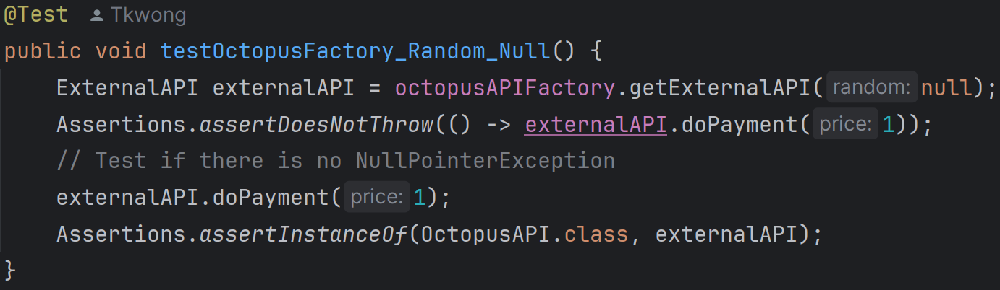 @Test Tkwong
public void testOctopusFactory_Random_Null() {
ExternalAPI externalAPI = octopusAPIFactory.getExternalAPI( random: null);
Assertions.assertDoesNotThrow(() -> externalAPI.doPayment( price: 1));
// Test if there is no NullPointerException
externalAPI.doPayment( price: 1);
Assertions.assertInstanceOf(OctopusAPI.class, externalAPI);
}